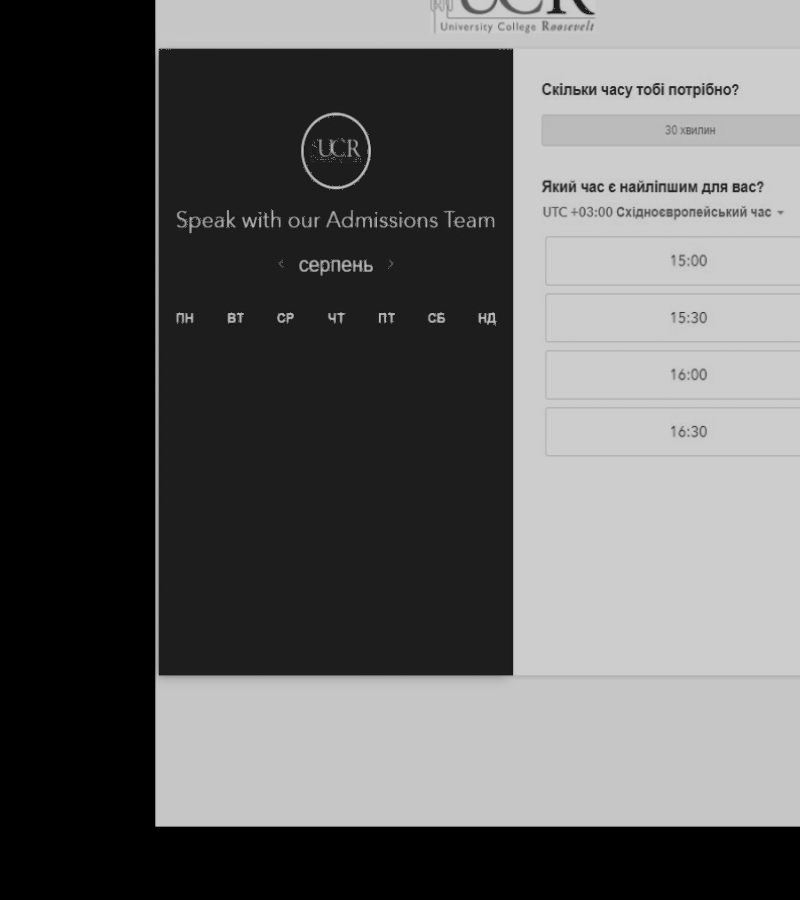 UCR
University College Roosevelt
UCR
Speak with our Admissions Team
серпень
ПН ВТ СР ЧТ ПТ СБ НД
Скільки часу тобі потрібно?
30 хвилин
Який час є найліпшим для вас?
UTC +03:00 Східноєвропейський час
15:00
15:30
16:00
16:30